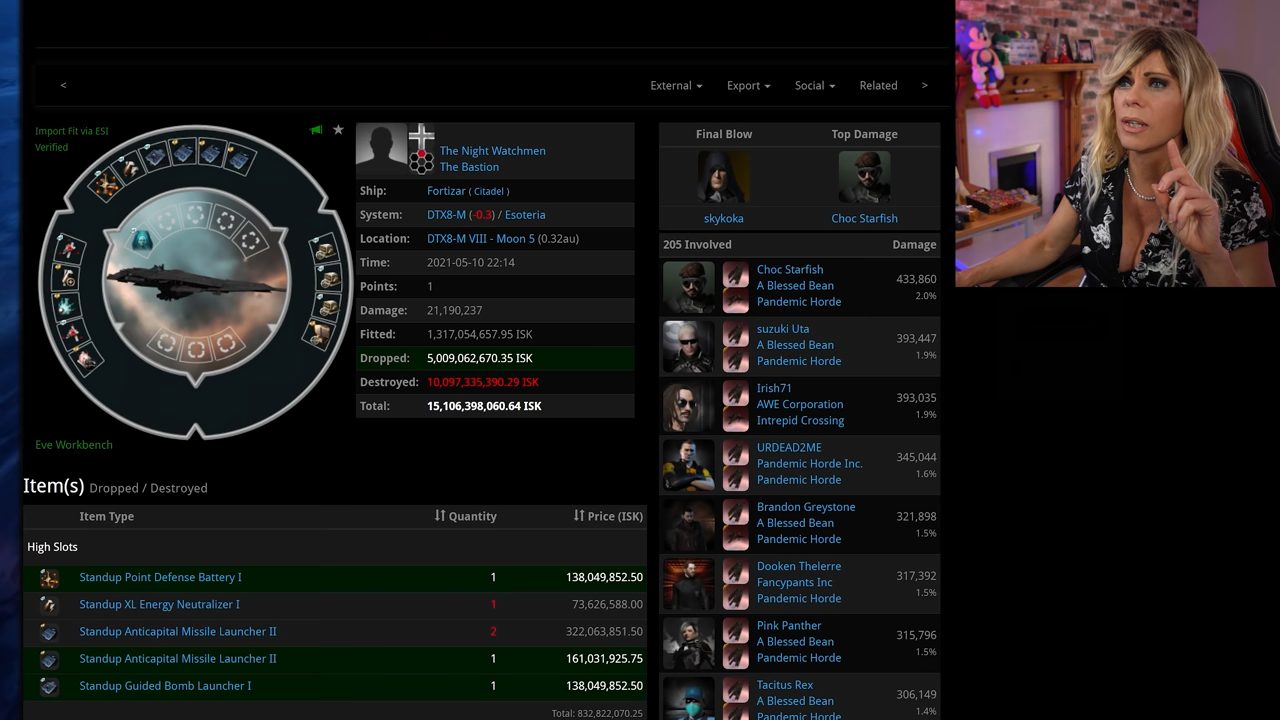 <
External
Export
Social
Related
>
Import Fit via ESI
Verified
The Night Watchmen
The Bastion
Ship: Fortizar ( Citadel )
System: DTX8-M (-0.3) / Esoteria
Location: DTX8-M VIII - Moon 5 (0.32au)
Time: 2021-05-10 22:14
Points: 1
Damage: 21,190,237
Fitted: 1,317,054,657.95 ISK
Dropped: 5,009,062,670.35 ISK
Destroyed: 10,097,335,390.29 ISK
Total: 15,106,398,060.64 ISK
Eve Workbench
Item(s) Dropped / Destroyed
Item Type Quantity Price (ISK)
High Slots
Standup Point Defense Battery I 1 138,049,852.50
Standup XL Energy Neutralizer I 1 73,626,588.00
Standup Anticapital Missile Launcher II 2 322,063,851.50
Standup Anticapital Missile Launcher II 1 161,031,925.75
Standup Guided Bomb Launcher I 1 138,049,852.50
Total: 832,822,070.25
Final Blow Top Damage
skykoka Choc Starfish
205 Involved Damage
Choc Starfish 433,860
A Blessed Bean 2.0%
Pandemic Horde
suzuki Uta 393,447
A Blessed Bean 1.9%
Pandemic Horde
Irish71 393,035
AWE Corporation 1.9%
Intrepid Crossing
URDEAD2ME 345,044
Pandemic Horde Inc. 1.6%
Pandemic Horde
Brandon Greystone 321,898
A Blessed Bean 1.5%
Pandemic Horde
Dooken Thelerre 317,392
Fancypants Inc 1.5%
Pandemic Horde
Pink Panther 315,796
A Blessed Bean 1.5%
Pandemic Horde
Tacitus Rex 306,149
A Blessed Bean 1.4%
Pandemic Horde